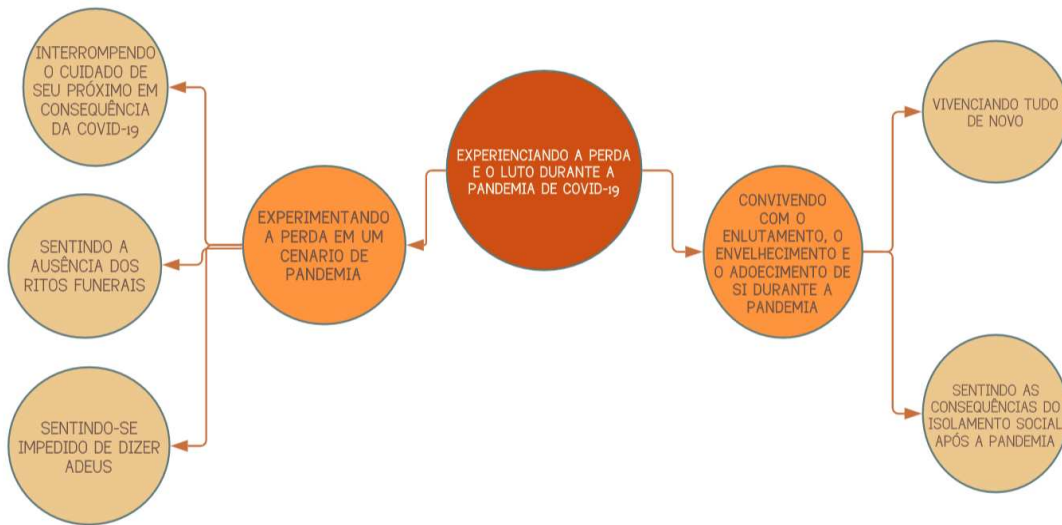 INTERROMPENDO
O CUIDADO DE
SEU PRÓXIMO EM
CONSEQUÊNCIA
DA COVID-19
SENTINDO A
AUSÊNCIA DOS
RITOS FUNERAIS
SENTINDO-SE
IMPEDIDO DE DIZER
ADEUS
EXPERIMENTANDO
A PERDA EM UM
CENARIO DE
PANDEMIA
EXPERIENCIANDO A PERDA
E O LUTO DURANTE A
PANDEMIA DE COVID-19
CONVIVENDO
COM O
ENLUTAMENTO, O
ENVELHECIMENTO E
O ADOECIMENTO DE
SI DURANTE A
PANDEMIA
VIVENCIANDO TUDO
DE NOVO
SENTINDO AS
CONSEQUÊNCIAS DO
ISOLAMENTO SOCIAL
APÓS A PANDEMIA